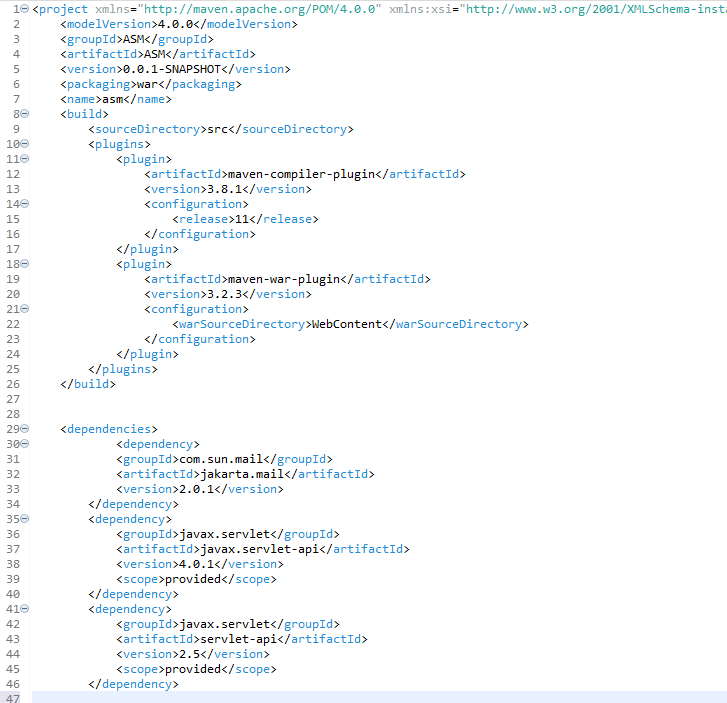 1 <project xmlns="http://maven.apache.org/POM/4.0.0" xmlns:xsi="http://www.w3.org/2001/XMLSchema-insta
2 <modelVersion>4.0.0</modelVersion>
3 <groupId>ASM</groupId>
4 <artifactId>ASM</artifactId>
5 <version>0.0.1-SNAPSHOT</version>
6 <packaging>war</packaging>
7 <name>asm</name>
8 <build>
9 <sourceDirectory>src</sourceDirectory>
10 <plugins>
11 <plugin>
12 <artifactId>maven-compiler-plugin</artifactId>
13 <version>3.8.1</version>
14 <configuration>
15 <release>11</release>
16 </configuration>
17 </plugin>
18 <plugin>
19 <artifactId>maven-war-plugin</artifactId>
20 <version>3.2.3</version>
21 <configuration>
22 <warSourceDirectory>WebContent</warSourceDirectory>
23 </configuration>
24 </plugin>
25 </plugins>
26 </build>
27
28
29 <dependencies>
30 <dependency>
31 <groupId>com.sun.mail</groupId>
32 <artifactId>jakarta.mail</artifactId>
33 <version>2.0.1</version>
34 </dependency>
35 <dependency>
36 <groupId>javax.servlet</groupId>
37 <artifactId>javax.servlet-api</artifactId>
38 <version>4.0.1</version>
39 <scope>provided</scope>
40 </dependency>
41 <dependency>
42 <groupId>javax.servlet</groupId>
43 <artifactId>servlet-api</artifactId>
44 <version>2.5</version>
45 <scope>provided</scope>
46 </dependency>
47